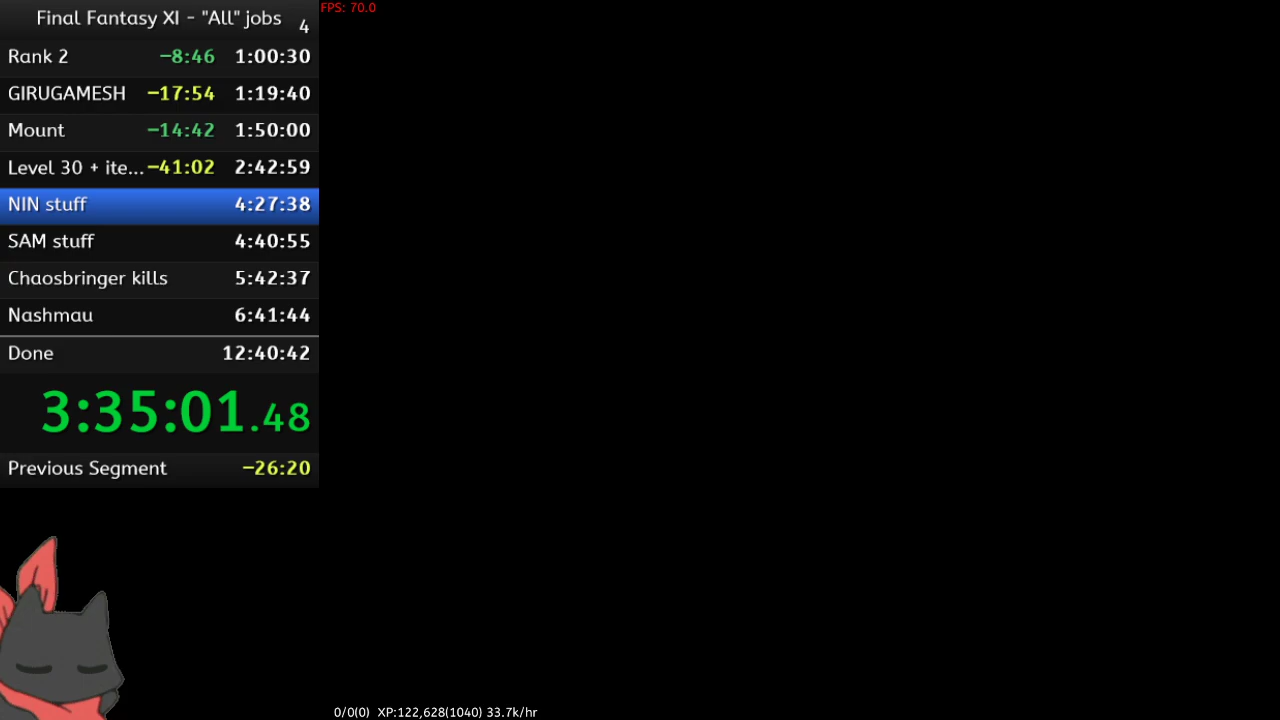 Final Fantasy XI - "All" jobs 4
FPS: 70.0
Rank 2 −8:46 1:00:30
GIRUGAMESH −17:54 1:19:40
Mount −14:42 1:50:00
Level 30 + ite... −41:02 2:42:59
NIN stuff 4:27:38
SAM stuff 4:40:55
Chaosbringer kills 5:42:37
Nashmau 6:41:44
Done 12:40:42
3:35:01.48
Previous Segment −26:20
0/0(0) XP:122,628(1040) 33.7k/hr